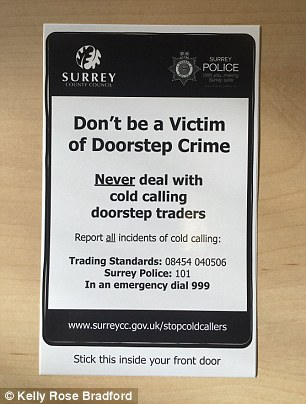 SURREY
COUNTY COUNCIL
SURREY
POLICE
With you, making
Surrey safer
Don't be a Victim
of Doorstep Crime
Never deal with
cold calling
doorstep traders
Report all incidents of cold calling:
Trading Standards: 08454 040506
Surrey Police: 101
In an emergency dial 999
www.surreycc.gov.uk/stopcoldcallers
Stick this inside your front door
© Kelly Rose Bradford